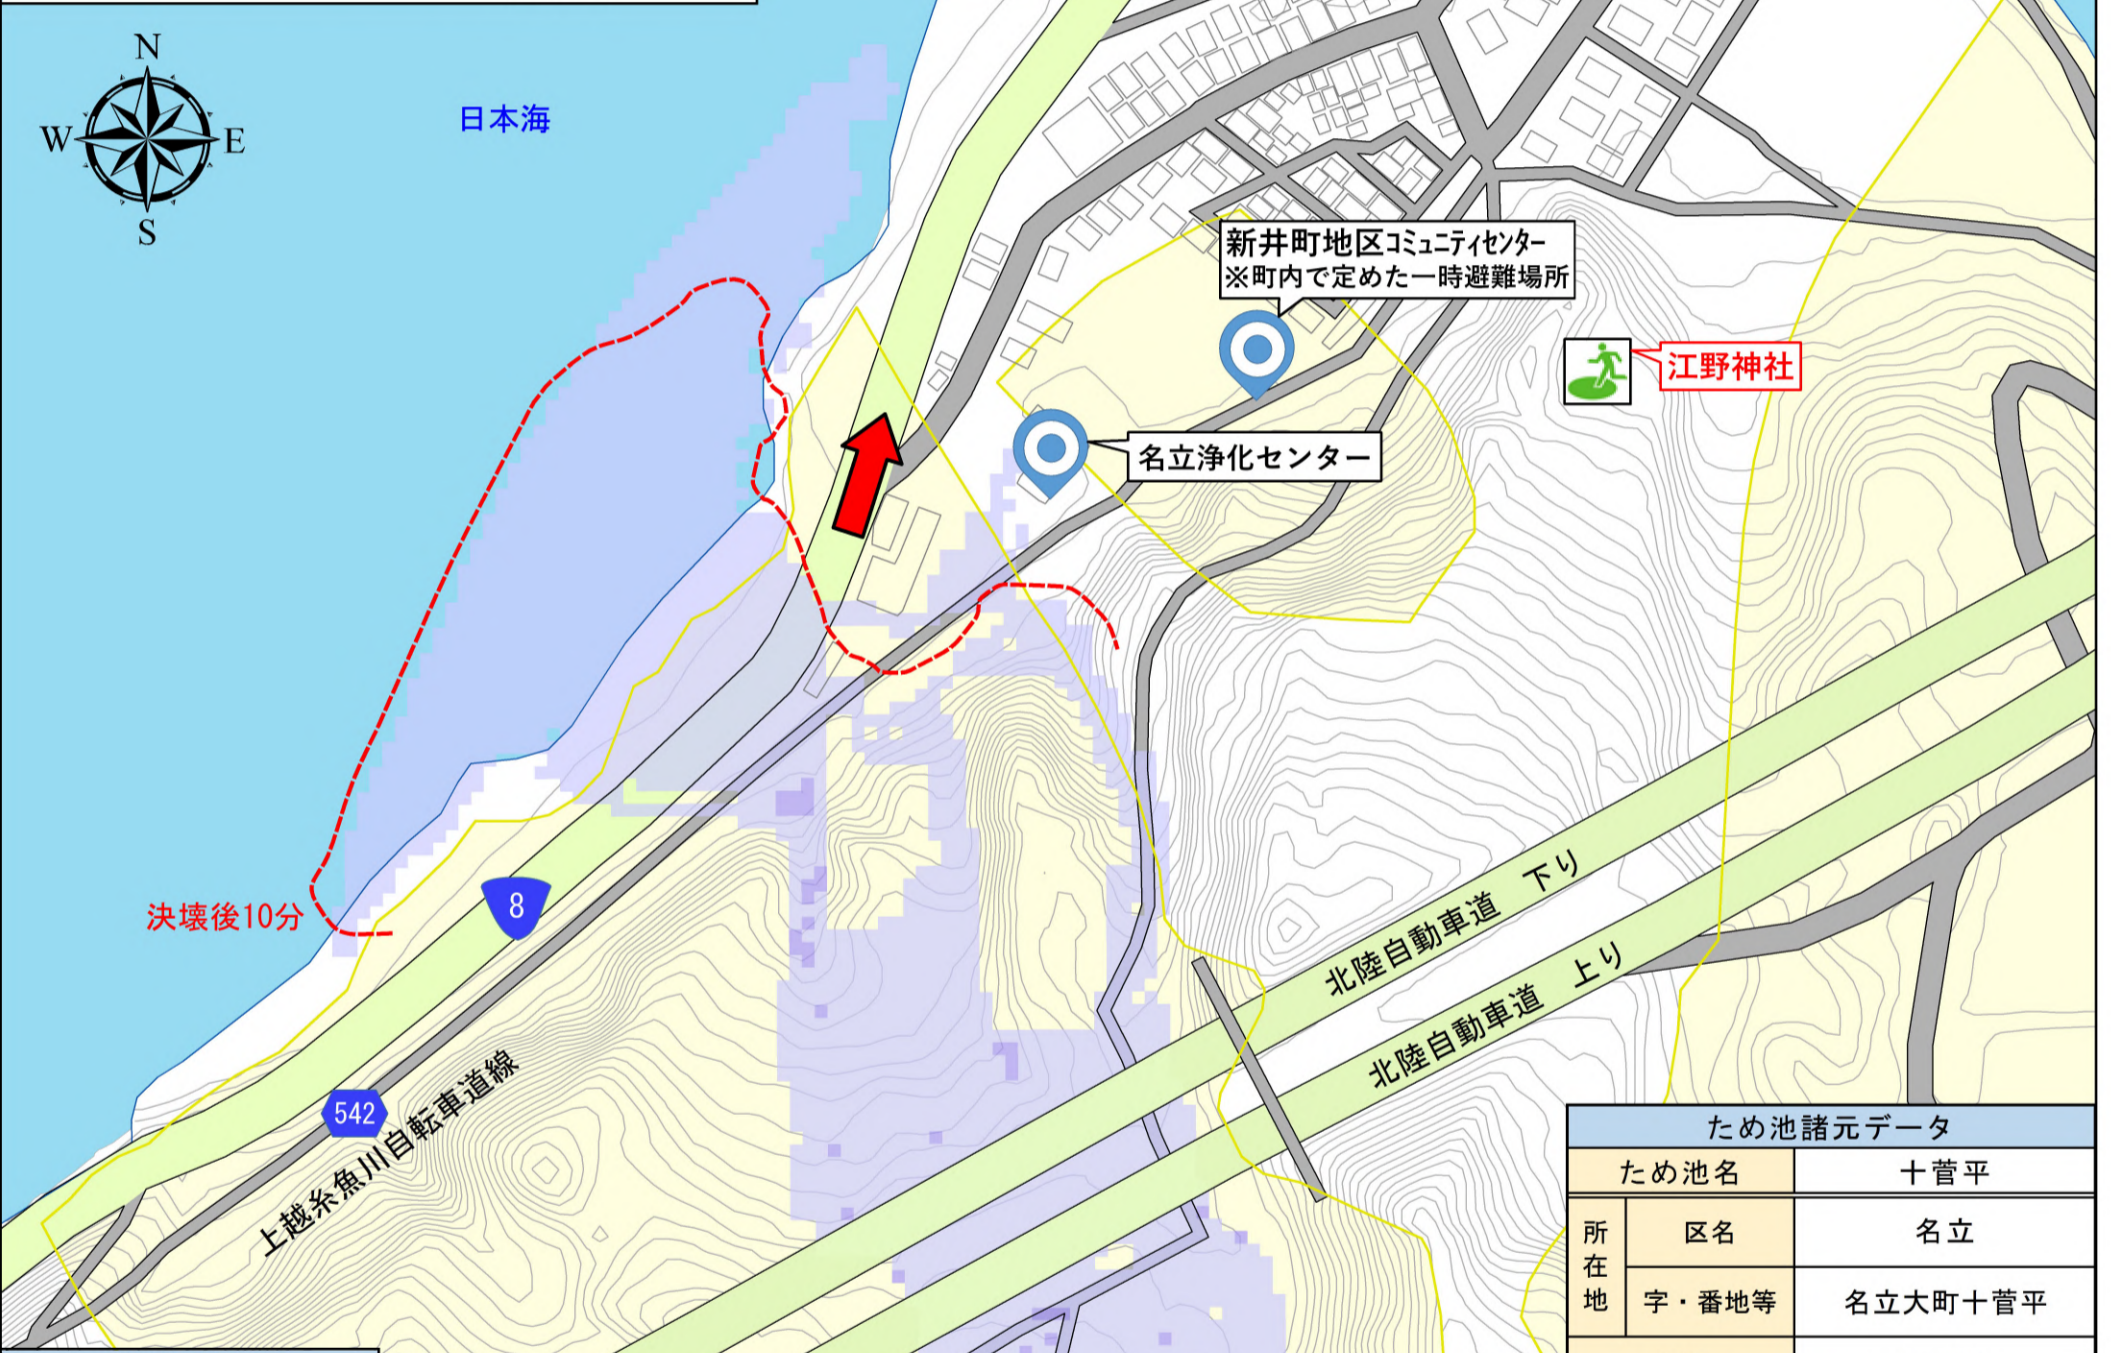 N
W
E
S
日本海
新井町地区コミュニティセンター
※町内で定めた一時避難場所
江野神社
名立浄化センター
決壊後10分
8
北陸自動車道 下り
北陸自動車道 上り
542
上越糸魚川自転車道線
ため池諸元データ
ため池名 十菅平
所在地
区名 名立
字・番地等 名立大町十菅平